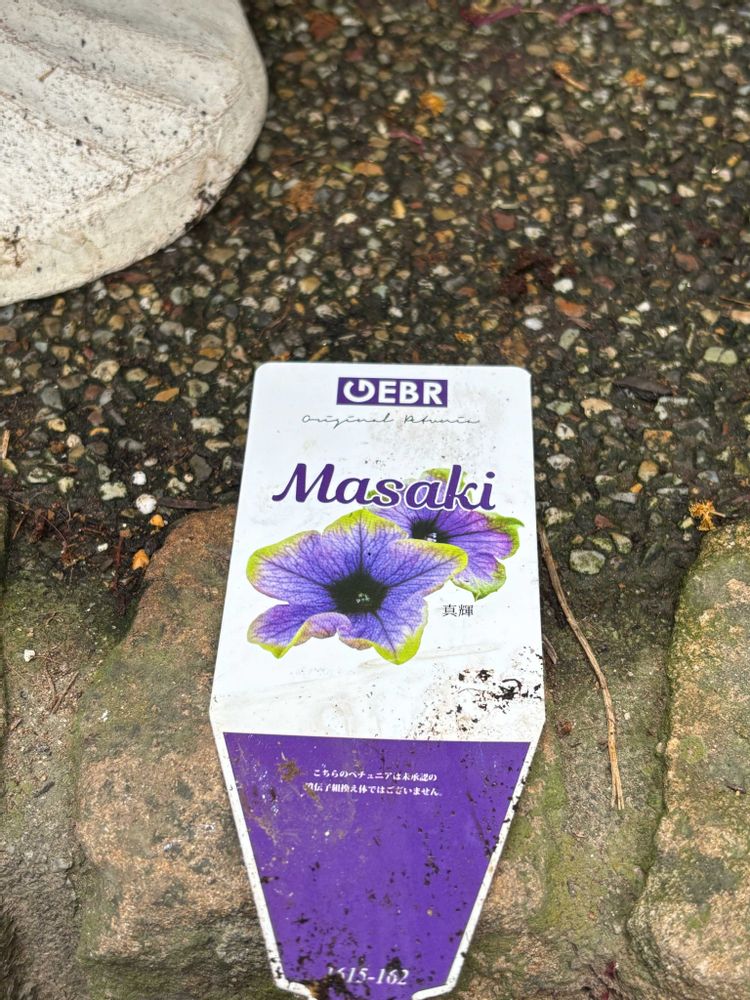 GEBR
Original Petunia
Masaki
真輝
こちらのペチュニアは未承認の
遺伝子組換え体ではございません。
1615-162